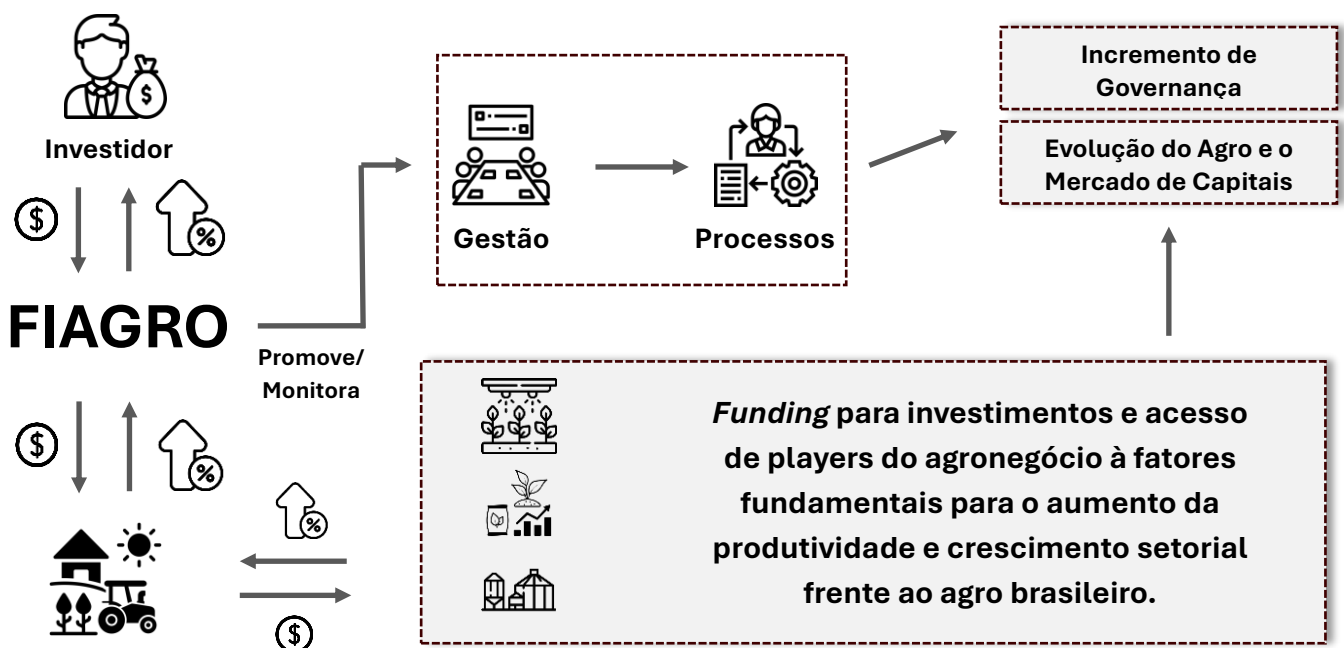 Investidor
$
$
%
FIAGRO
Promove/
Monitora
$
%
%
$
Gestão
Processos
Incremento de
Governança
Evolução do Agro e o
Mercado de Capitais
Funding para investimentos e acesso
de players do agronegócio à fatores
fundamentais para o aumento da
produtividade e crescimento setorial
frente ao agro brasileiro.